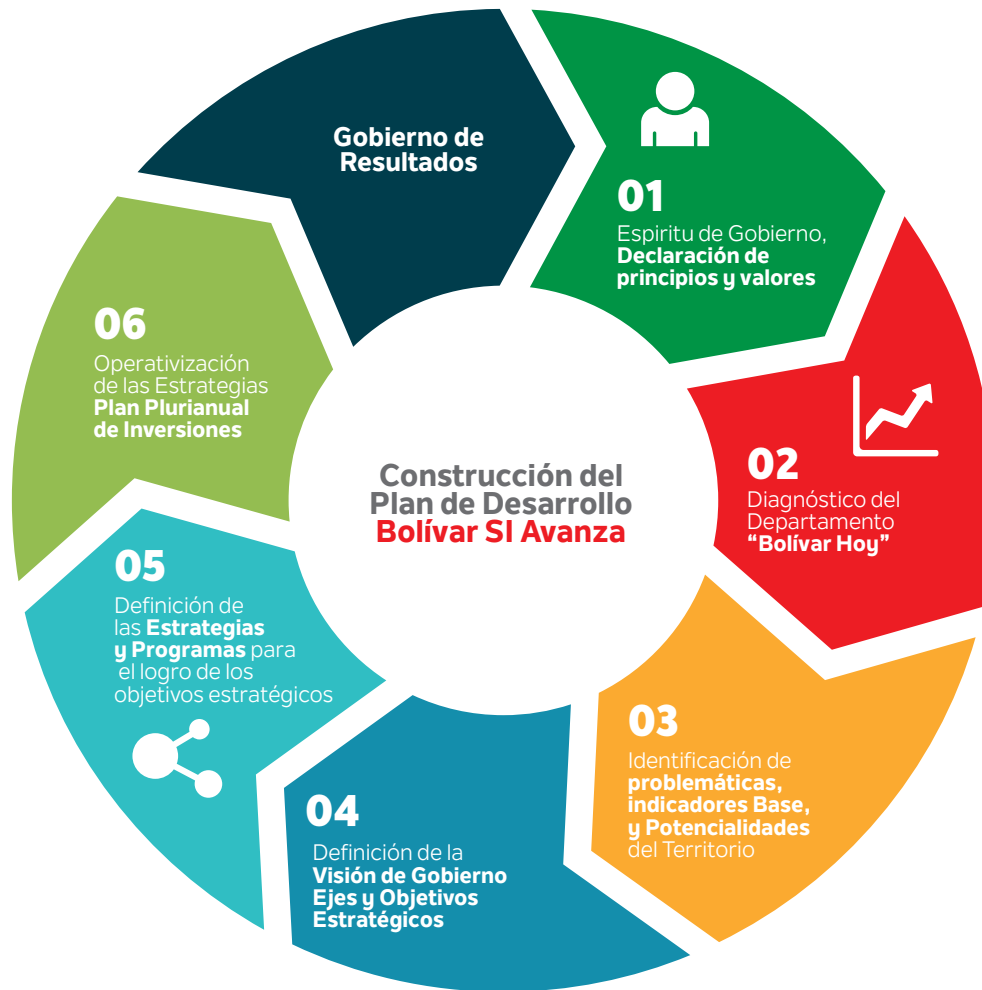 Gobierno de
Resultados
01
Espiritu de Gobierno,
Declaración de
principios y valores
02
Diagnóstico del
Departamento
“Bolívar Hoy”
03
Identificación de
problemáticas,
indicadores Base,
y Potencialidades
del Territorio
04
Definición de la
Visión de Gobierno
Ejes y Objetivos
Estratégicos
05
Definición de
las Estrategias
y Programas para
el logro de los
objetivos estratégicos
06
Operativización
de las Estrategias
Plan Plurianual
de Inversiones
Construcción del
Plan de Desarrollo
Bolívar SI Avanza